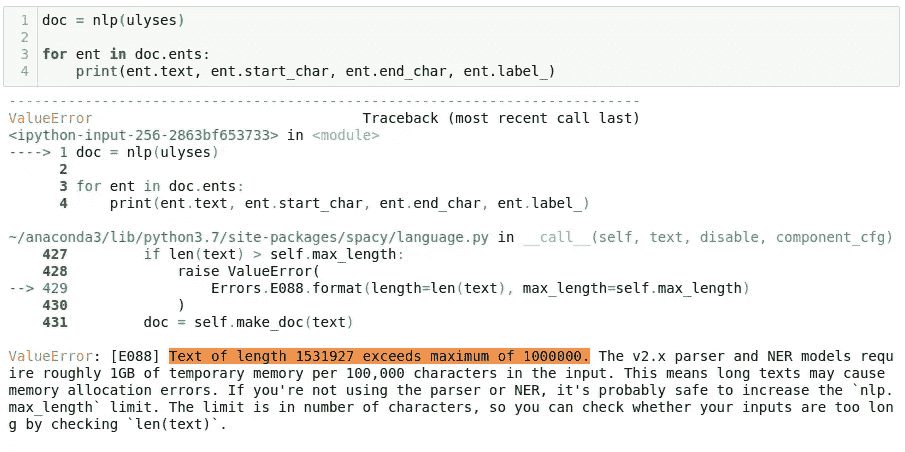 1 doc = nlp(ulyses)
2
3 for ent in doc.ents:
4     print(ent.text, ent.start_char, ent.end_char, ent.label_)
---------------------------------------------------------------------------
ValueError                                Traceback (most recent call last)
<ipython-input-256-2863bf653733> in <module>
----> 1 doc = nlp(ulyses)
      2
      3 for ent in doc.ents:
      4     print(ent.text, ent.start_char, ent.end_char, ent.label_)
~/anaconda3/lib/python3.7/site-packages/spacy/language.py in __call__(self, text, disable, component_cfg)
    427         if len(text) > self.max_length:
    428             raise ValueError(
--> 429                 Errors.E088.format(length=len(text), max_length=self.max_length)
    430             )
    431         doc = self.make_doc(text)
ValueError: [E088] Text of length 1531927 exceeds maximum of 1000000. The v2.x parser and NER models requ
ire roughly 1GB of temporary memory per 100,000 characters in the input. This means long texts may cause
memory allocation errors. If you're not using the parser or NER, it's probably safe to increase the `nlp.
max_length` limit. The limit is in number of characters, so you can check whether your inputs are too lon
g by checking `len(text)`.